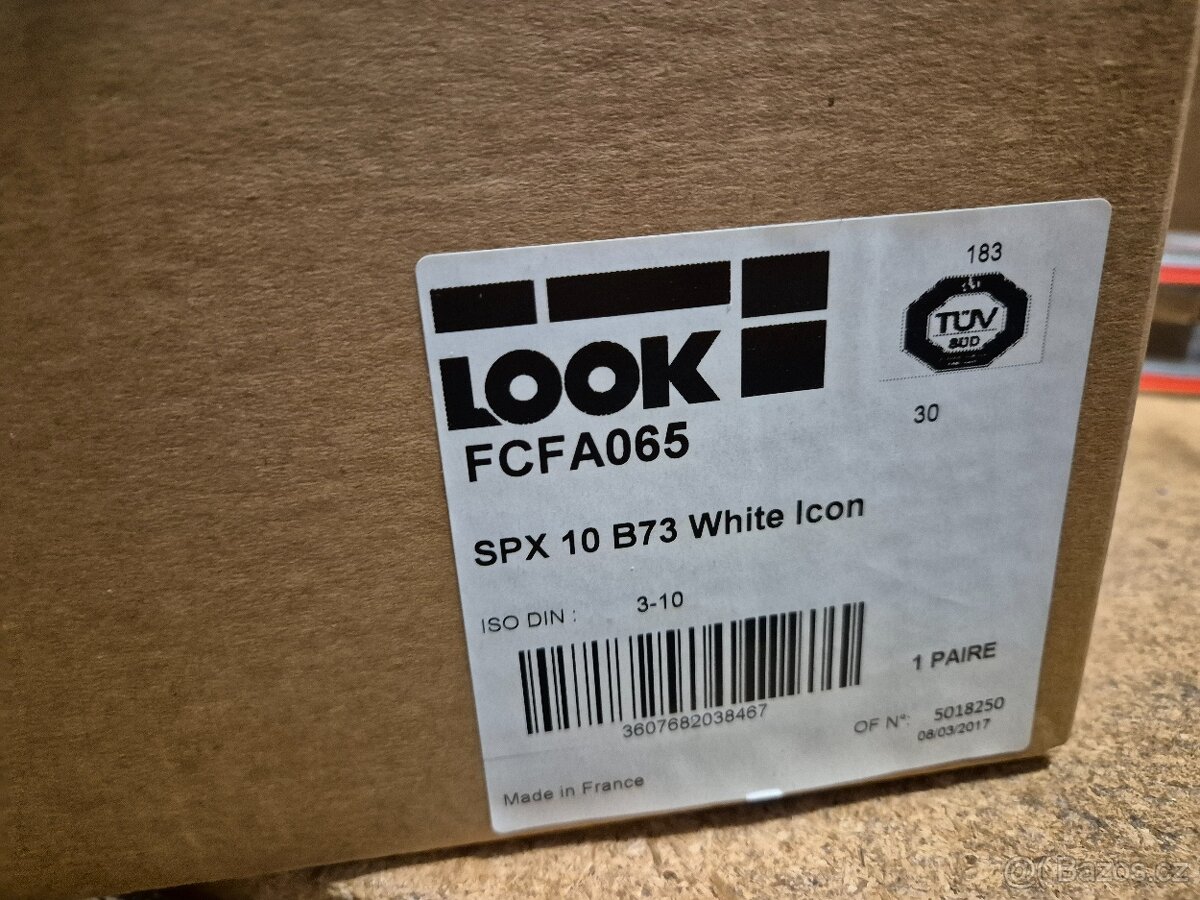 183
TÜV
SÜD
30
LOOK
FCFA065
SPX 10 B73 White Icon
ISO DIN : 3-10
3607682038467
1 PAIRE
OF N°: 5018250
08/03/2017
Made in France
Bazos.cz